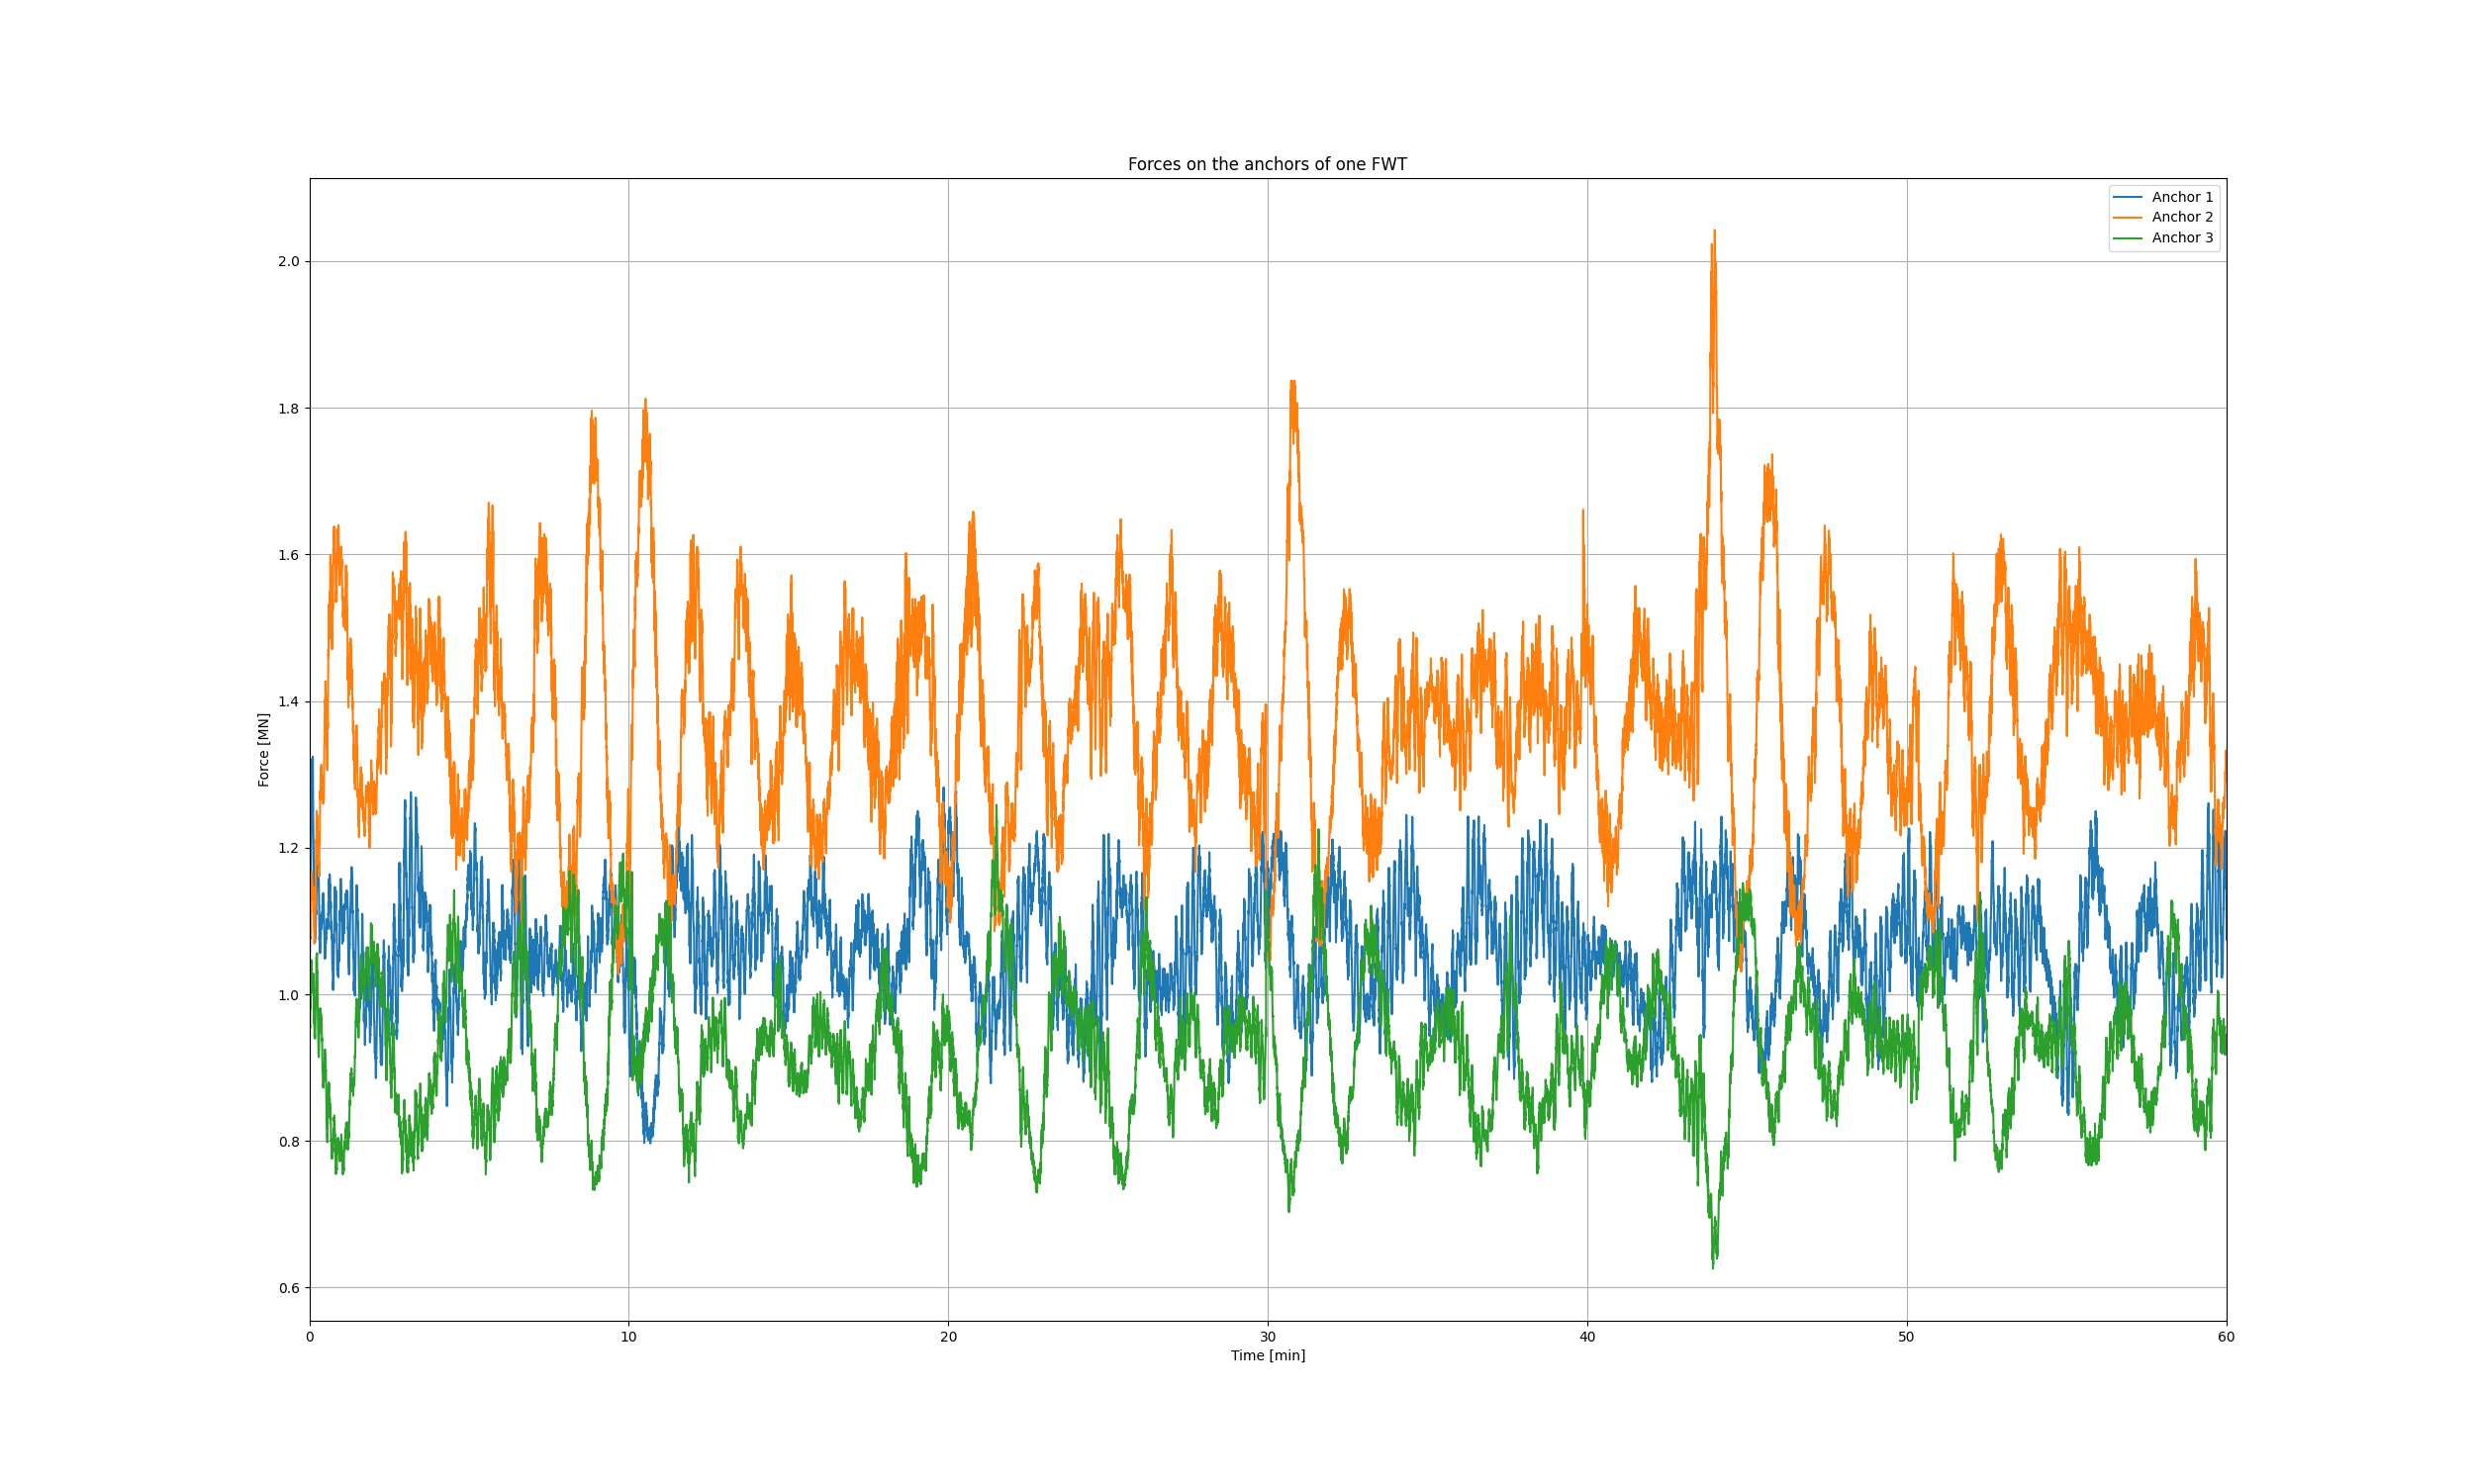 Forces on the anchors of one FWT
Anchor 1
Anchor 2
Anchor 3
Force [MN]
2.0
1.8
1.6
1.4
1.2
1.0
0.8
0.6
0 10 20 30 40 50 60
Time [min]